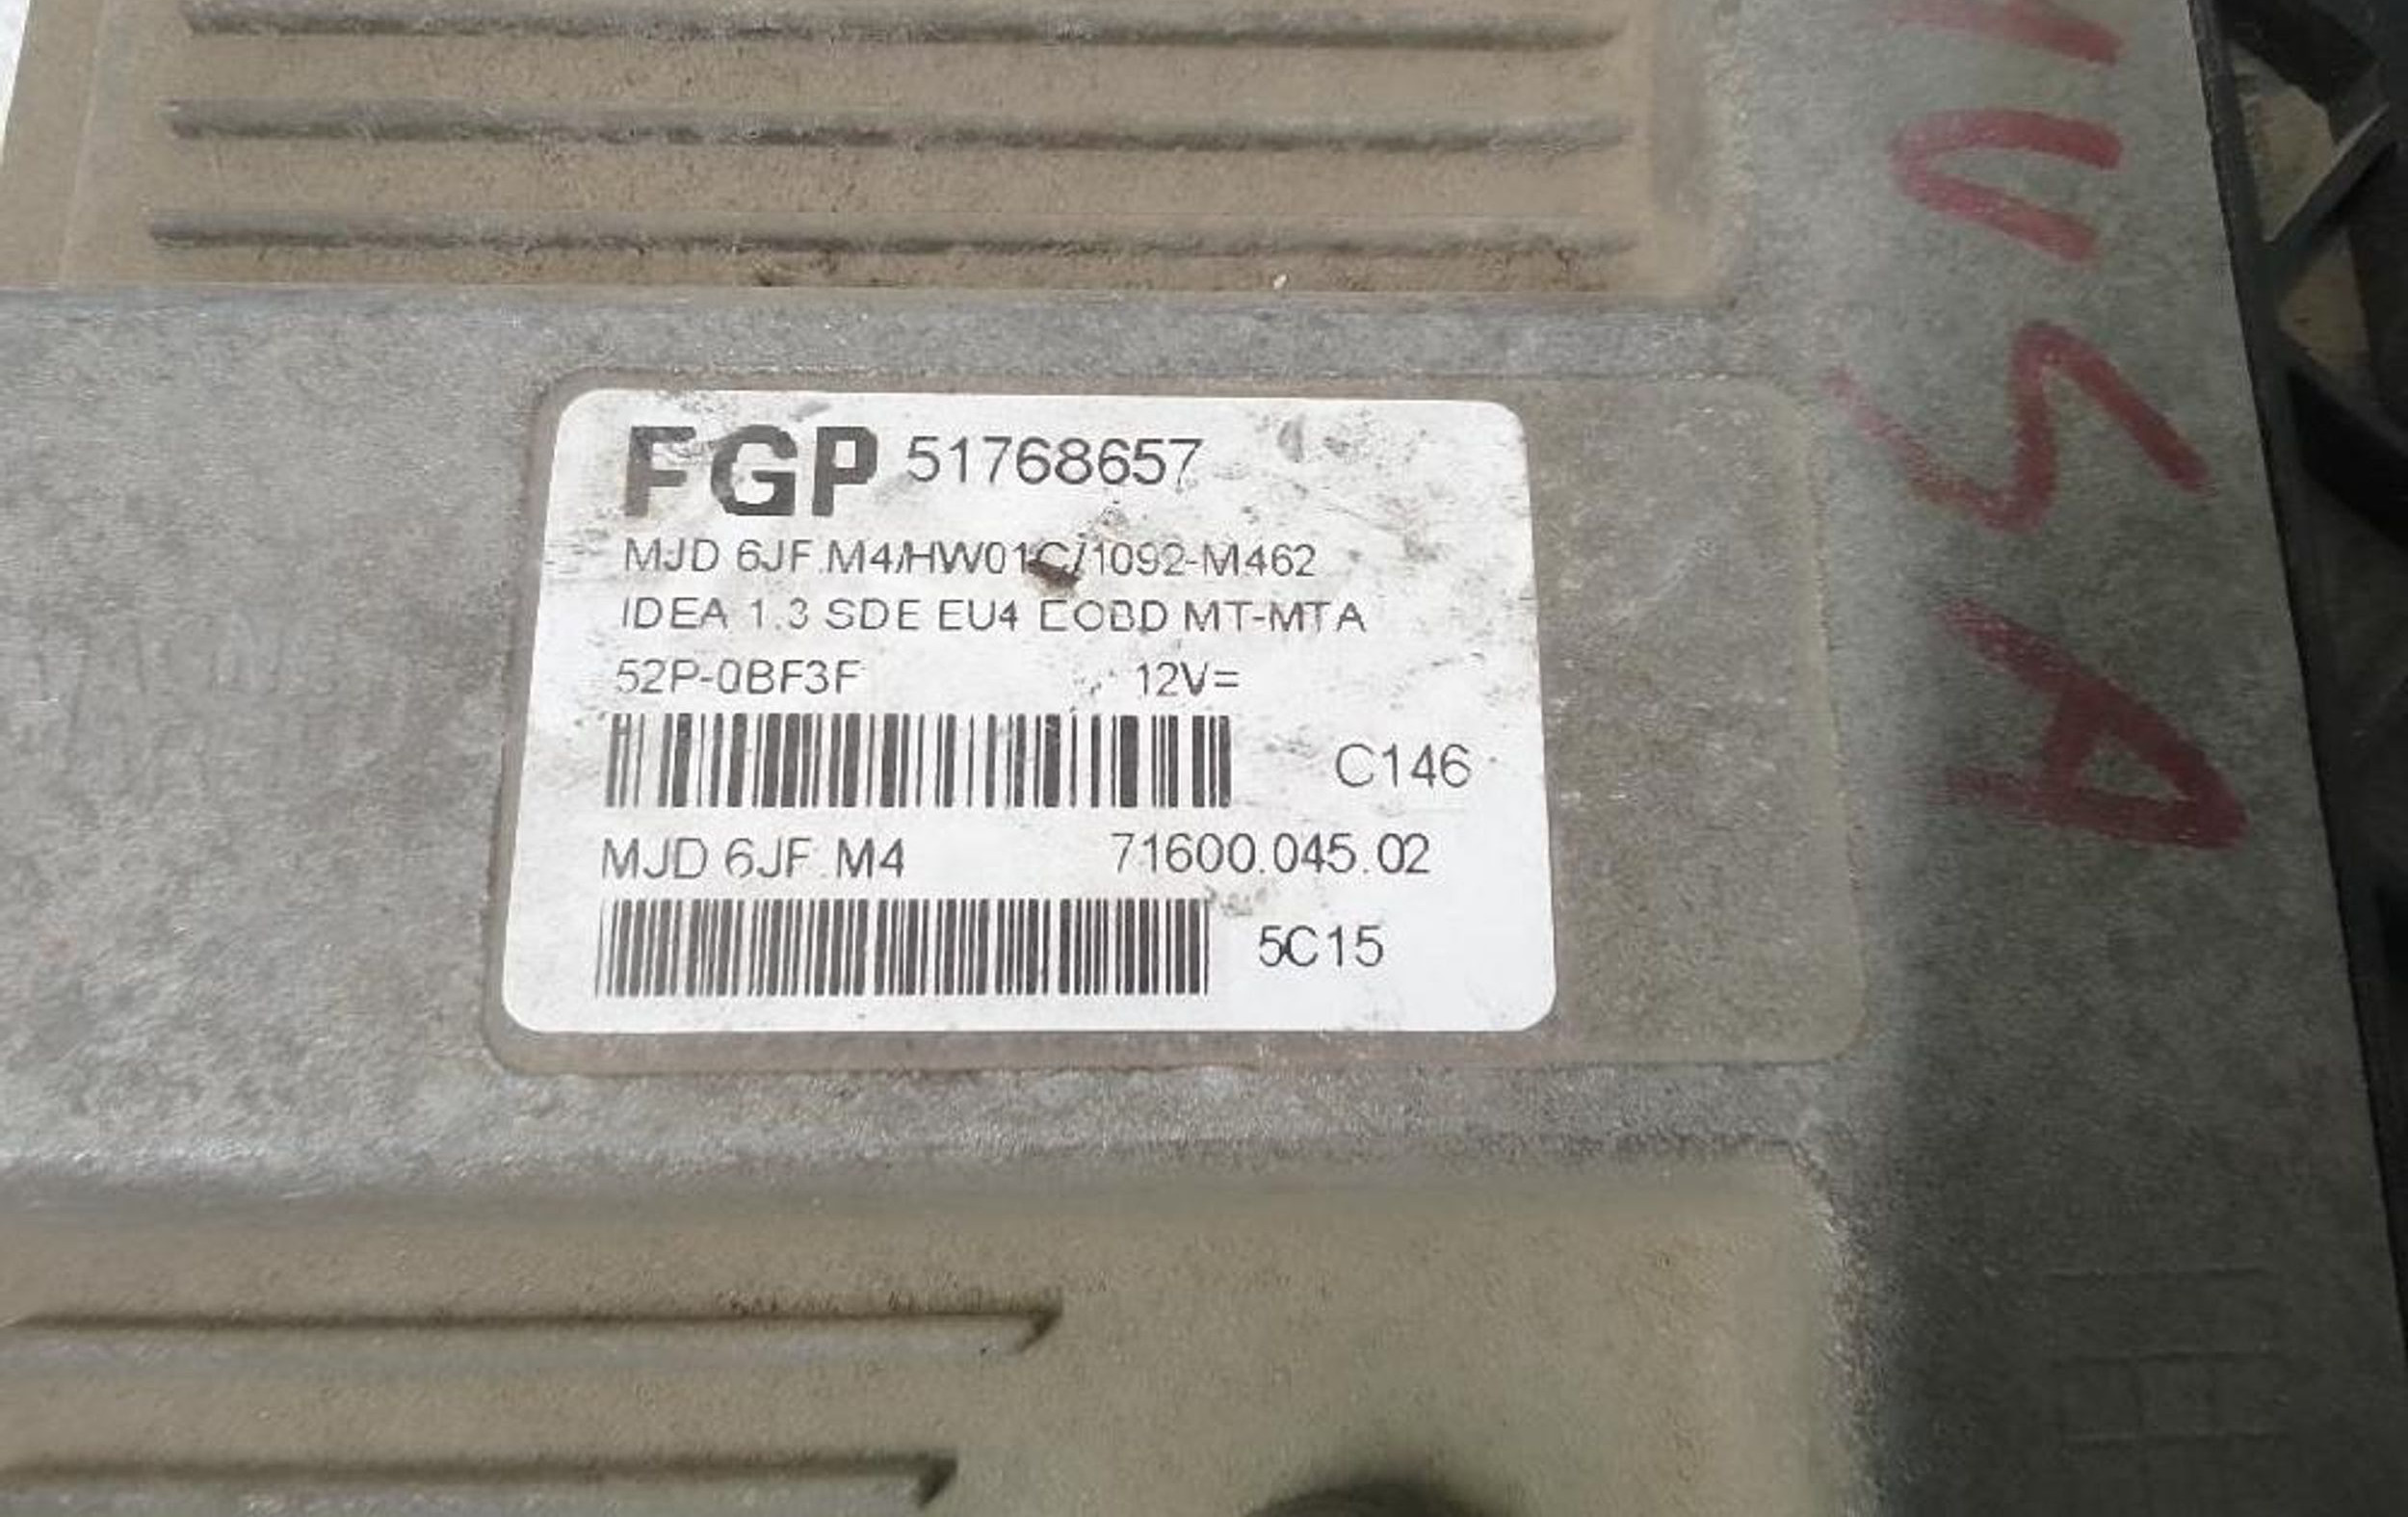 FGP 51768657
MJD 6JF.M4/HW01C/1092-M462
IDEA 1.3 SDE EU4 EOBD MT-MTA
52P-0BF3F 12V=
C146
MJD 6JF.M4 71600.045.02
5C15
USA